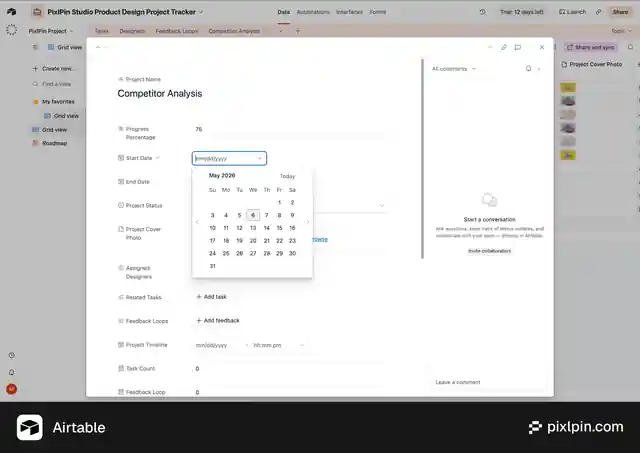 PixlPin Studio Product Design Project Tracker
Data Automations Interfaces Forms
Trial: 12 days left
Launch
Share
PixlPin Project
Tasks Designers Feedback Loops Competitor Analysis
Tools
Grid view
Share and sync
Create new...
Find a view
My favorites
Grid view
Grid view
Roadmap
Project Cover Photo
Project Name
Competitor Analysis
Progress Percentage
76
Start Date
mm/dd/yyyy
May 2026
Today
Su Mo Tu We Th Fr Sa
1 2
3 4 5 6 7 8 9
10 11 12 13 14 15 16
17 18 19 20 21 22 23
24 25 26 27 28 29 30
31
End Date
Project Status
Project Cover Photo
Assigned Designers
Related Tasks
+ Add task
Feedback Loops
+ Add feedback
Project Timeline
mm/dd/yyyy
hh:mm pm
Task Count
0
Feedback Loop
0
All comments
Start a conversation
Invite collaborators
Leave a comment
Airtable
pixlpin.com